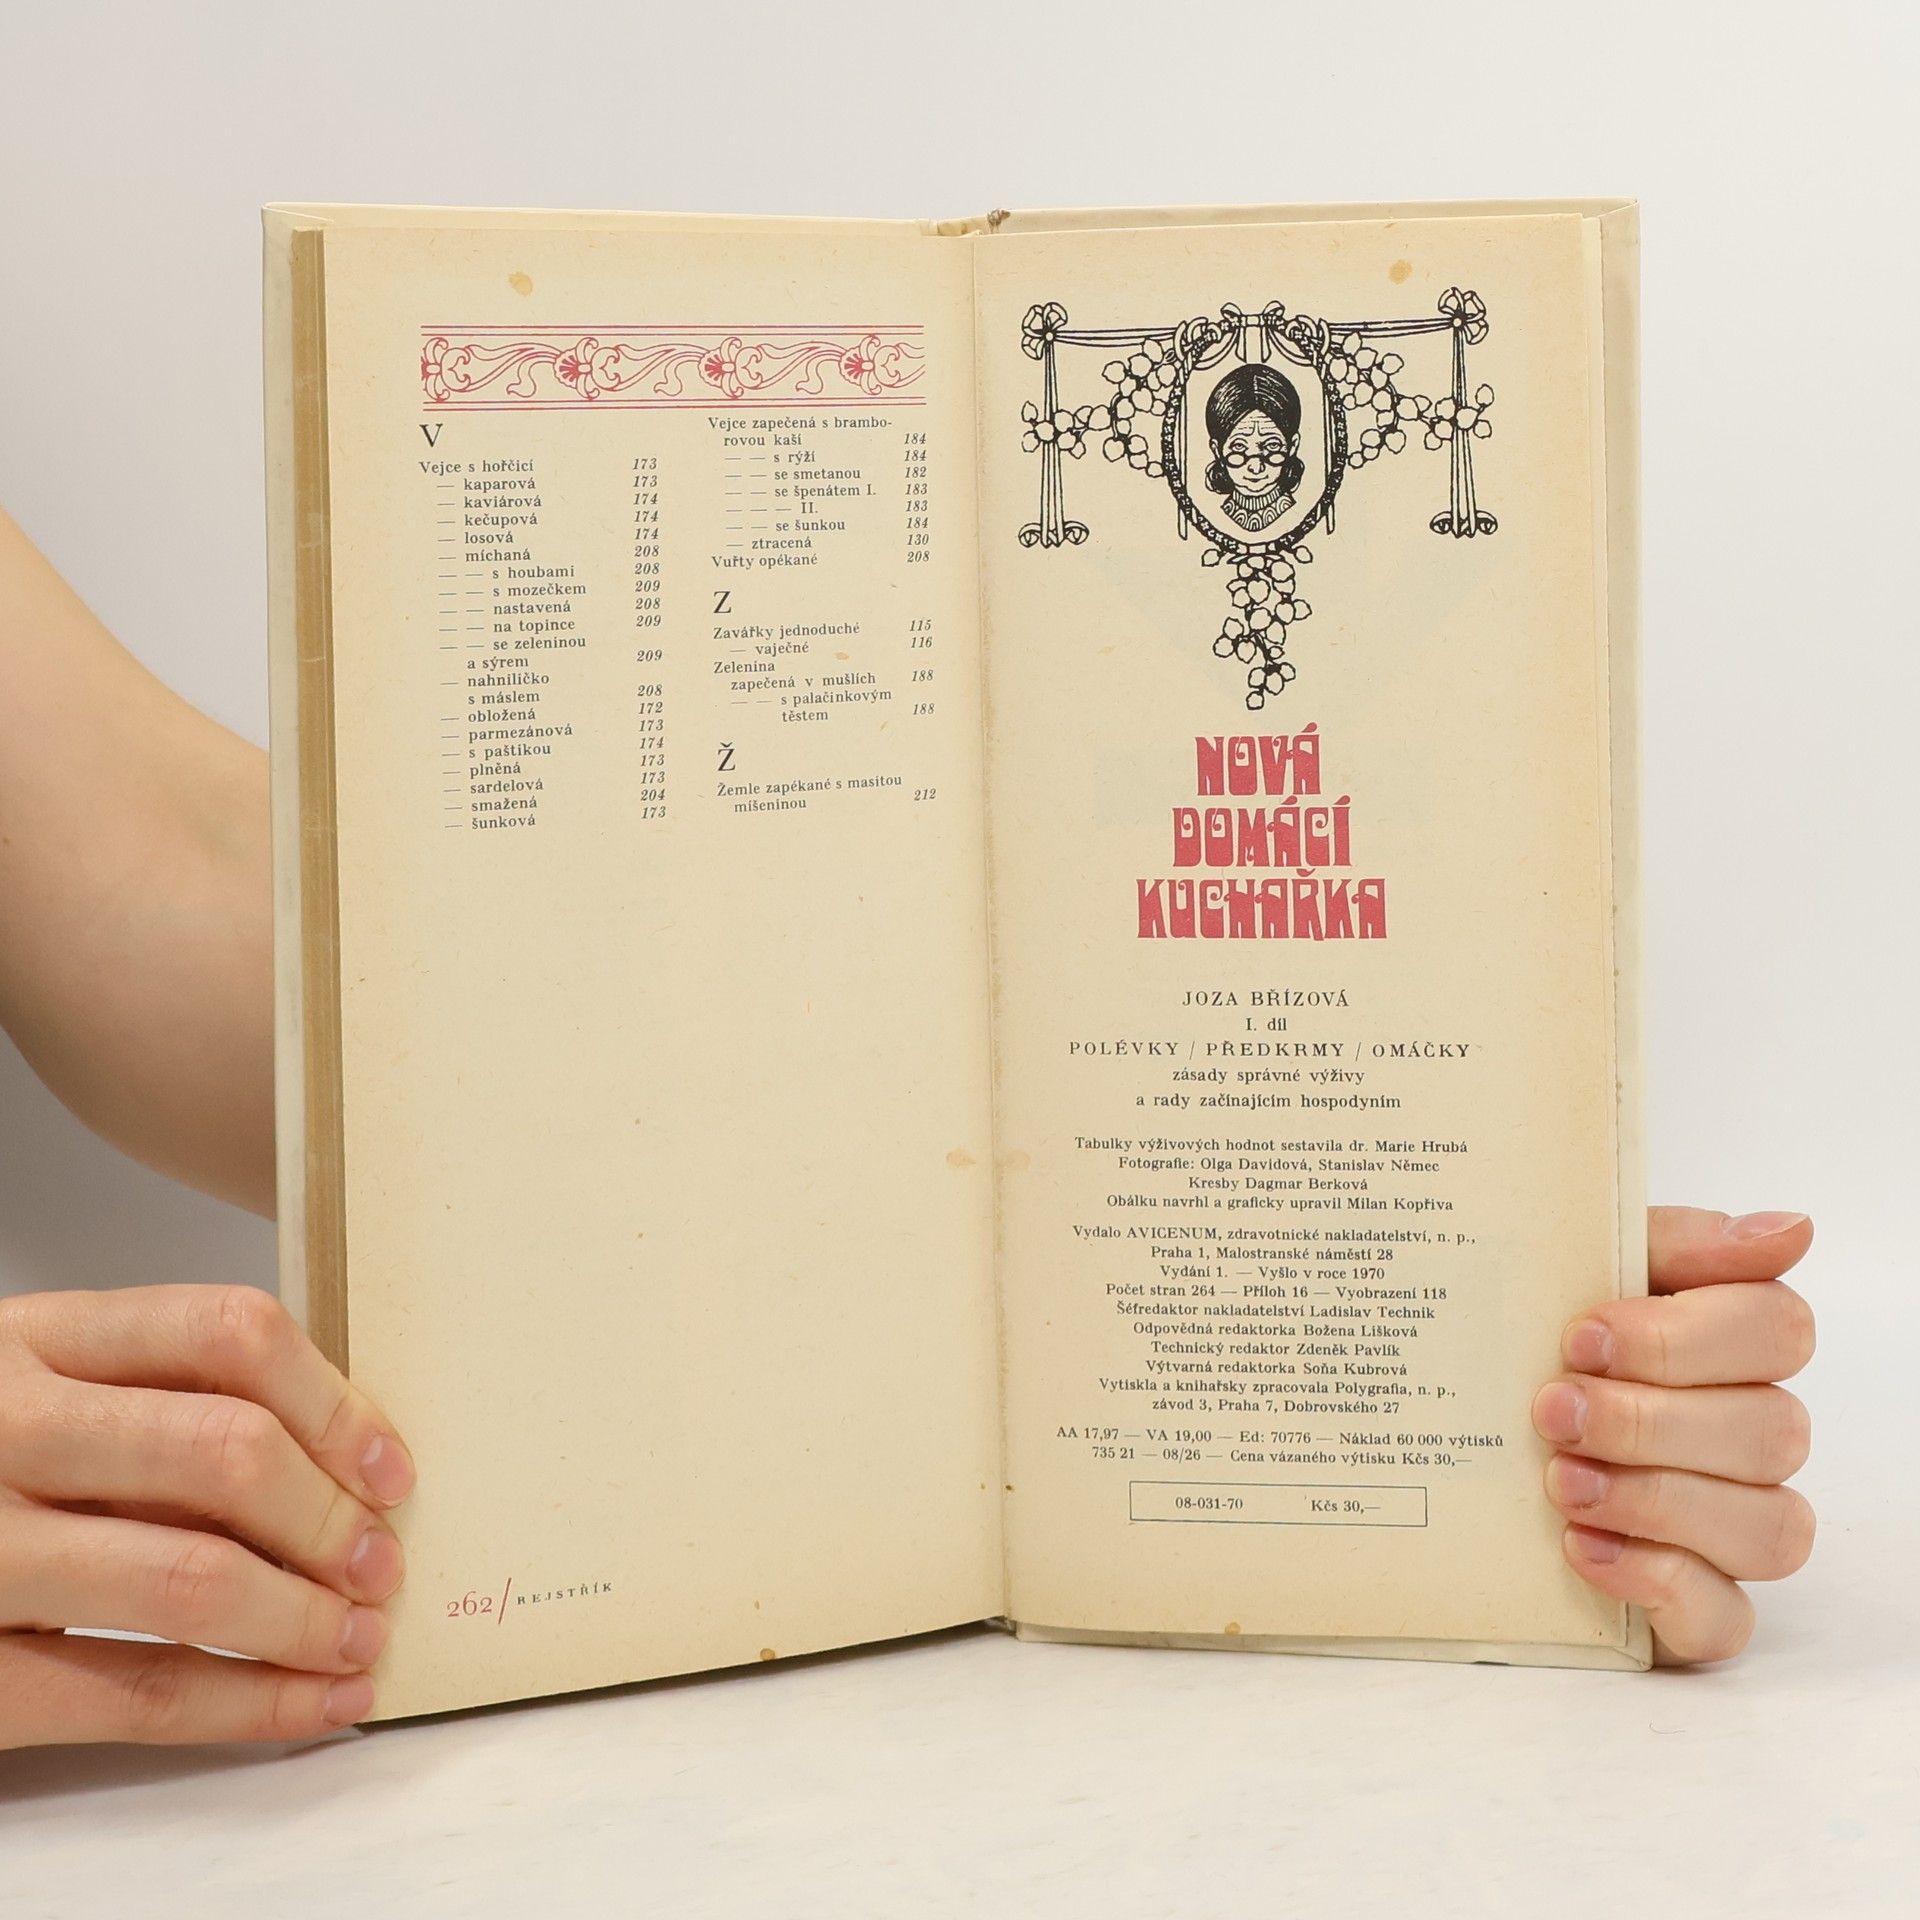 V
Vejce s hořčicí 173
— kaparová 173
— kaviárová 174
— kečupová 174
— losová 174
— míchaná 208
— — s houbami 208
— — s mozečkem 209
— — nastavená 208
— — na topince 209
— — se zeleninou
a sýrem 209
— nahniličko
s máslem 208
— obložená 172
— parmezánová 173
— s paštikou 174
— plněná 173
— sardelová 173
— smažená 204
— šunková 173
Vejce zapečená s brambo-
rovou kaší 184
— — s rýží 184
— — se smetanou 182
— — se špenátem I. 183
— — — II. 183
— — se šunkou 184
— ztracená 130
Vuřty opékané 208
Z
Zavářky jednoduché 115
— vaječné 116
Zelenina
zapečená v mušlích 188
— — s palačinkovým
těstem 188
Ž
Žemle zapékané s masitou
míšeninou 212
262/REJSTŘÍK
NOVÁ
DOMÁCÍ
KUCHAŘKA
JOZA BŘÍZOVÁ
I. díl
POLÉVKY / PŘEDKRMY / OMÁČKY
zásady správné výživy
a rady začínajícím hospodyním
Tabulky výživových hodnot sestavila dr. Marie Hrubá
Fotografie: Olga Davidová, Stanislav Němec
Kresby Dagmar Berková
Obálku navrhl a graficky upravil Milan Kopřiva
Vydalo AVICENUM, zdravotnické nakladatelství, n. p.,
Praha 1, Malostranské náměstí 28
Vydání 1. — Vyšlo v roce 1970
Počet stran 264 — Příloh 16 — Vyobrazení 118
Šéfredaktor nakladatelství Ladislav Technik
Odpovědná redaktorka Božena Lišková
Technický redaktor Zdeněk Pavlík
Výtvarná redaktorka Soňa Kubrová
Vytiskla a knihařsky zpracovala Polygrafia, n. p.,
závod 3, Praha 7, Dobrovského 27
AA 17,97 — VA 19,00 — Ed: 70776 — Náklad 60 000 výtisků
735 21 — 08/26 — Cena vázaného výtisku Kčs 30,—
08-031-70 Kčs 30,—